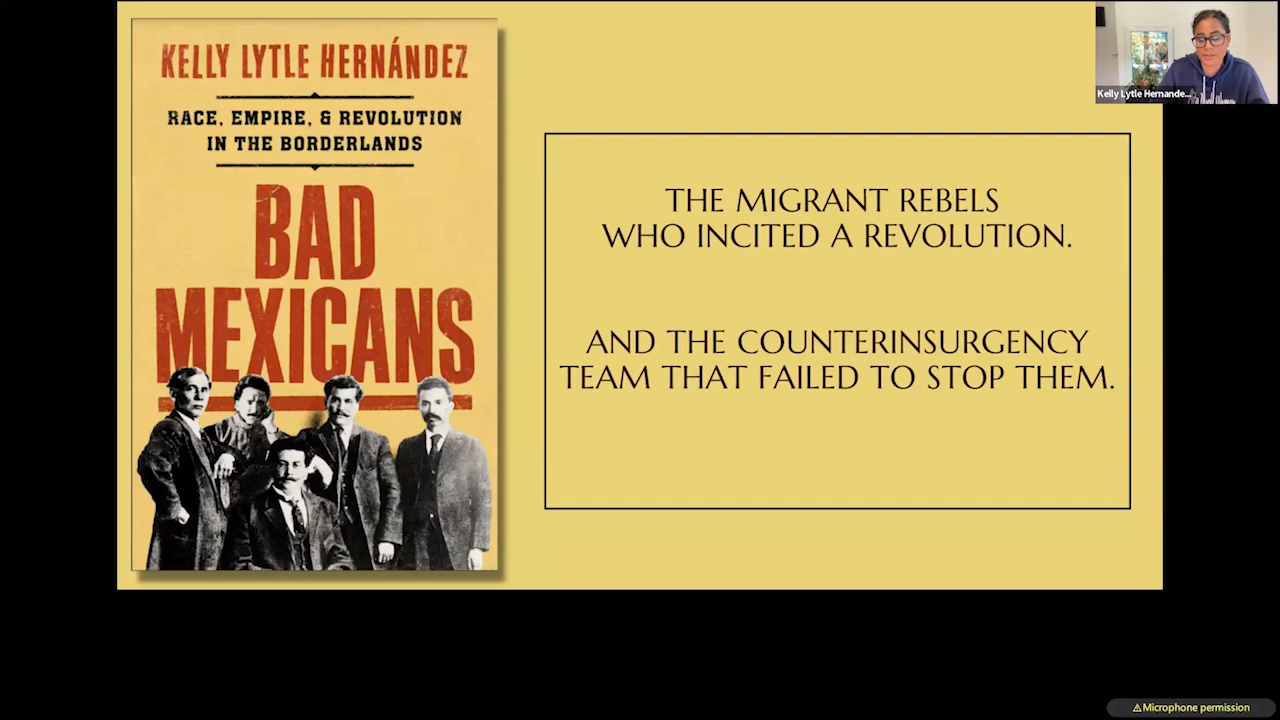 KELLY LYTLE HERNÁNDEZ
RACE, EMPIRE, & REVOLUTION
IN THE BORDERLANDS
BAD
MEXICANS
THE MIGRANT REBELS
WHO INCITED A REVOLUTION.
AND THE COUNTERINSURGENCY
TEAM THAT FAILED TO STOP THEM.
Kelly Lytle Hernande...
⚠Microphone permission